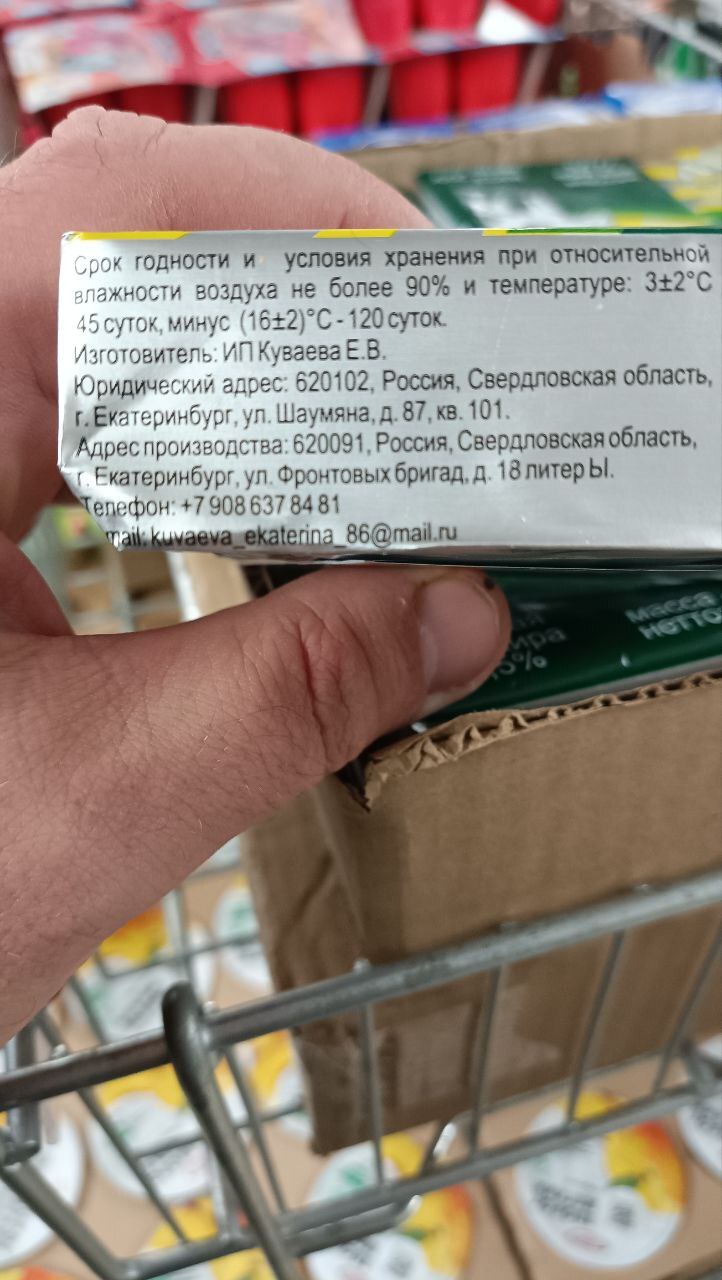 Срок годности и условия хранения при относительной
влажности воздуха не более 90% и температуре: 3±2°С
45 суток, минус (16±2)°С - 120 суток.
Изготовитель: ИП Куваева Е.В.
Юридический адрес: 620102, Россия, Свердловская область,
г. Екатеринбург, ул. Шаумяна, д. 87, кв. 101.
Адрес производства: 620091, Россия, Свердловская область,
г. Екатеринбург, ул. Фронтовых бригад, д. 18 литер Ы.
Телефон: +7 908 637 84 81
mail: kuvaeva_ekaterina_86@mail.ru
масса
нетто